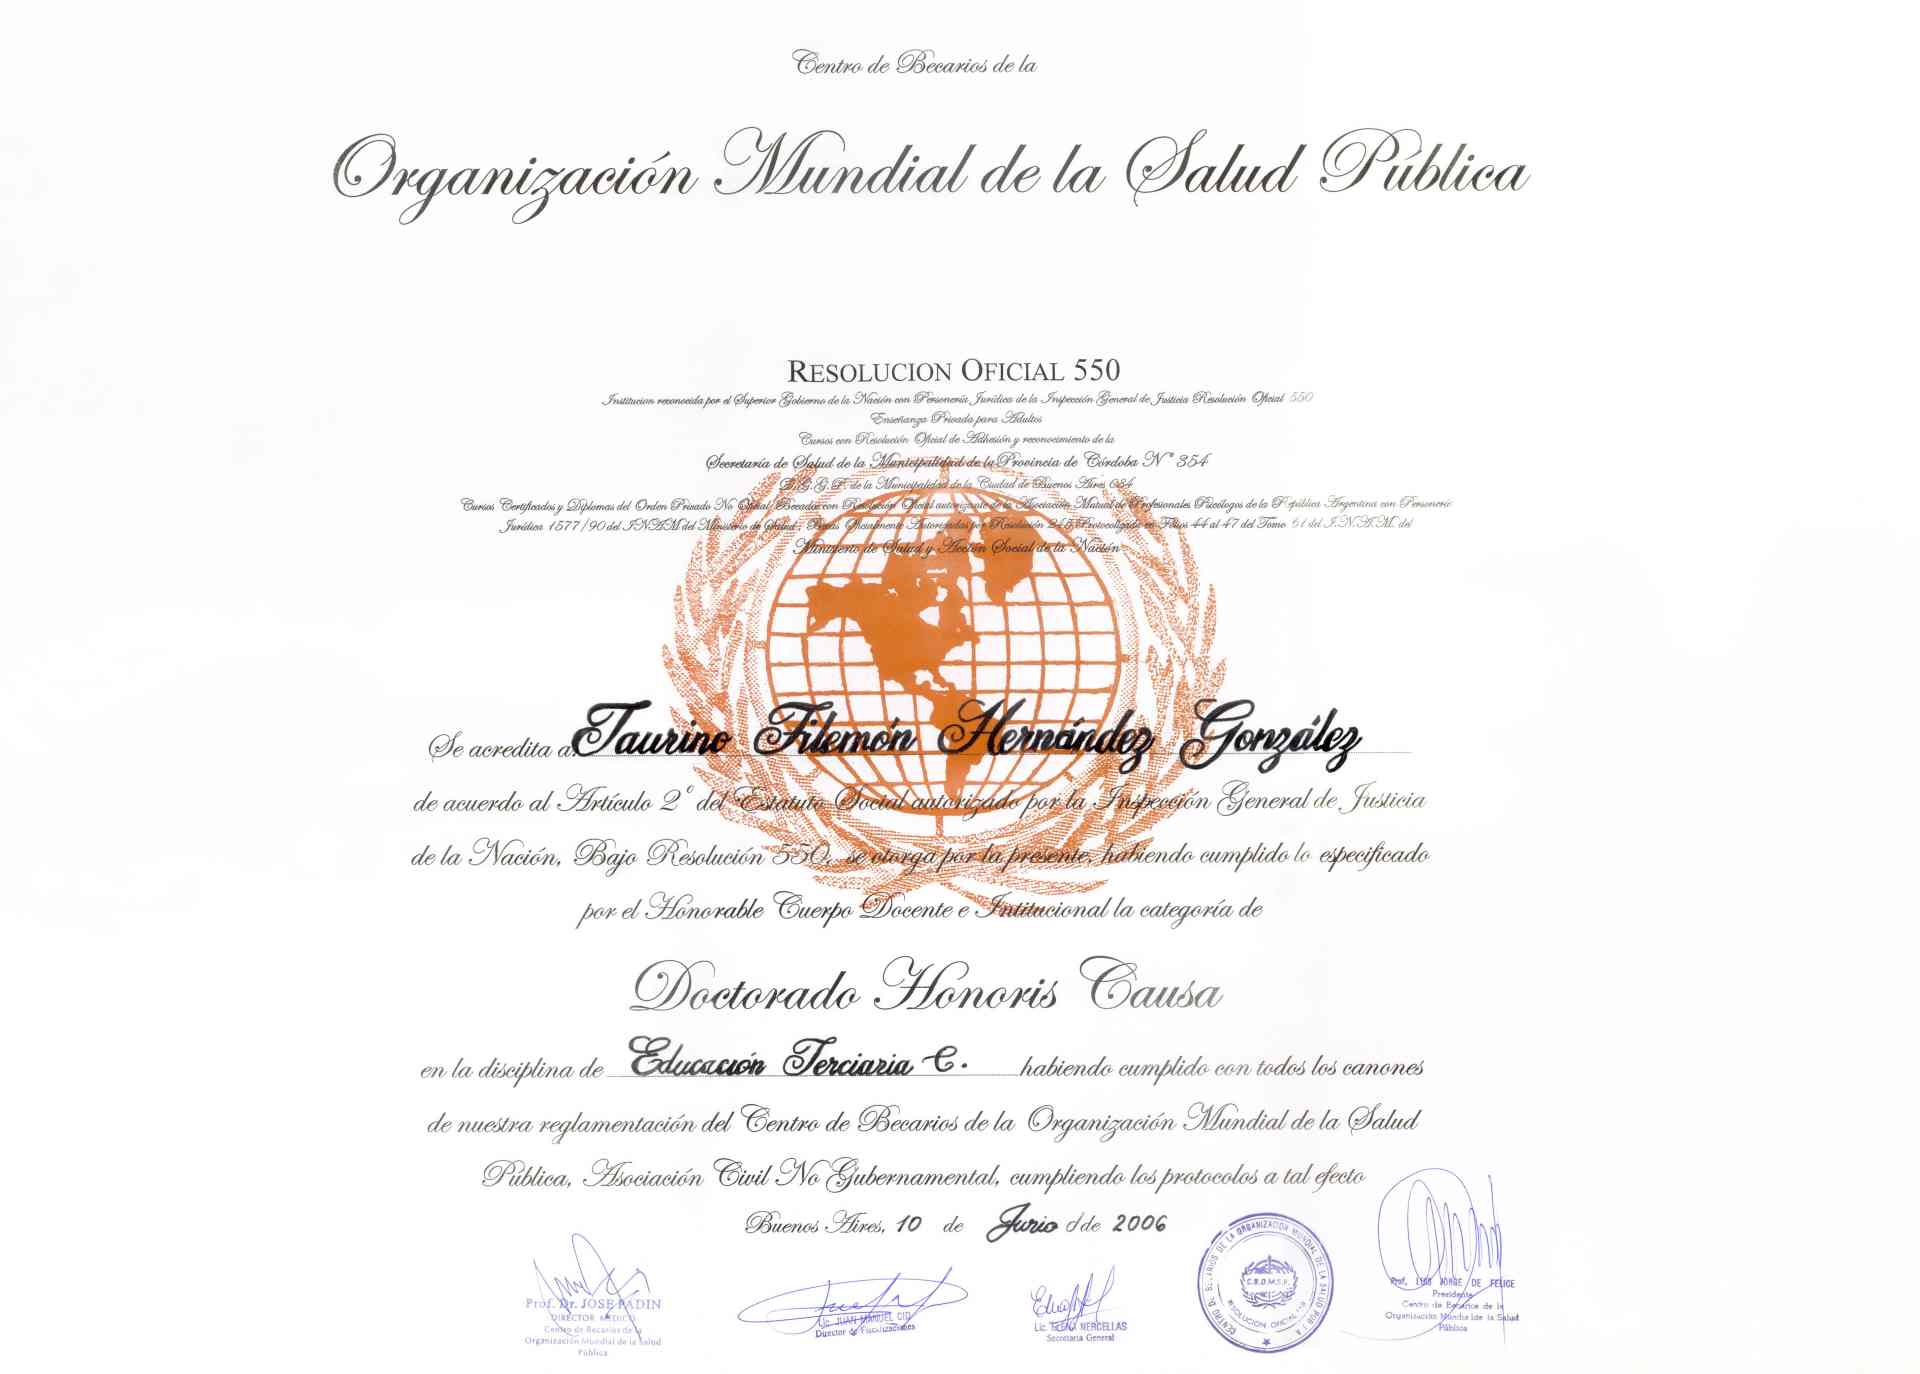 Centro de Becarios de la
Organización Mundial de la Salud Pública
RESOLUCION OFICIAL 550
Institucion reconocida por el Superior Gobierno de la Nación con Personería Jurídica de la Inspección General de Justicia Resolución Oficial 550
Enseñanza Privada para Adultos
Cursos con Resolución Oficial de Adhesión y reconocimiento de la
Secretaría de Salud de la Municipalidad de la Provincia de Córdoba N° 354
de la Municipalidad de la Ciudad de Buenos Aires 084
Cursos Certificados y Diplomas del Orden Privado No Oficial, Becados con Resolución Oficial autorizante de la Asociación Mutual de Profesionales Psicólogos de la República Argentina con Personeríe
Jurídica 1577/90 del I.N.A.M del Ministerio de Salud, Becas Oficialmente Autorizadas por Resolución Protocolizado en Folios 44 al 47 del Tomo 61 del I.N.A.M. del
Ministerio de Salud y Acción Social de la Nación
Se acredita a: Taurino Filemón Hernández González
de acuerdo al Artículo 2° del Estatuto Social autorizado por la Inspección General de Justicia
de la Nación, Bajo Resolución 550, se otorga por la presente, habiendo cumplido lo especificado
por el Honorable Cuerpo Docente e Intitucional la categoría de
Doctorado Honoris Causa
en la disciplina de Educación Terciaria C. habiendo cumplido con todos los canones
de nuestra reglamentación del Centro de Becarios de la Organización Mundial de la Salud
Pública, Asociación Civil No Gubernamental, cumpliendo los protocolos a tal efecto
Buenos Aires, 10 de Junio de 2006
Prof. Dr. JOSE PADIN
DIRECTOR MEDICO
Centro de Becarios de la
Organización Mundial de la Salud
Pública
Lic. JUAN MANUEL CID
Director de Fiscalizaciones
Lic. NERCELLAS
Secretaria General
CENTRO DE BECARIOS DE LA ORGANIZACION MUNDIAL DE LA SALUD PUBLICA
C.B.O.M.S.P.
RESOLUCION OFICIAL
Prof. LUIS JORGE DE FELICE
Presidente
Centro de Becarios de la
Organización Mundial de la Salud
Pública